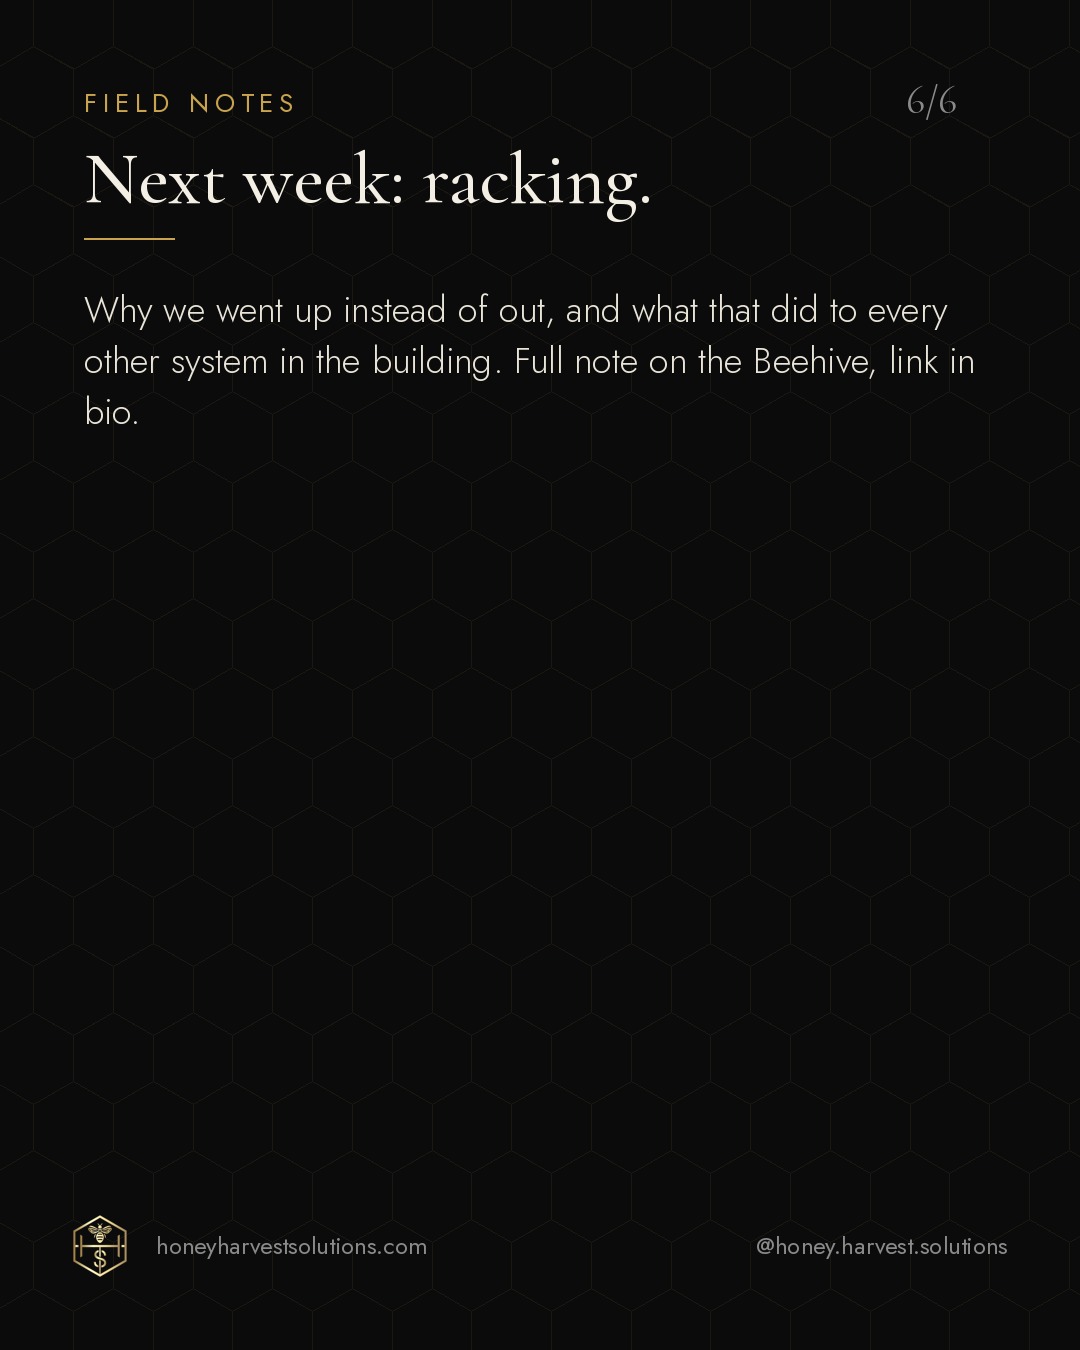 FIELD NOTES
6/6
Next week: racking.
Why we went up instead of out, and what that did to every
other system in the building. Full note on the Beehive, link in
bio.
H H
$
honeyharvestsolutions.com
@honey.harvest.solutions